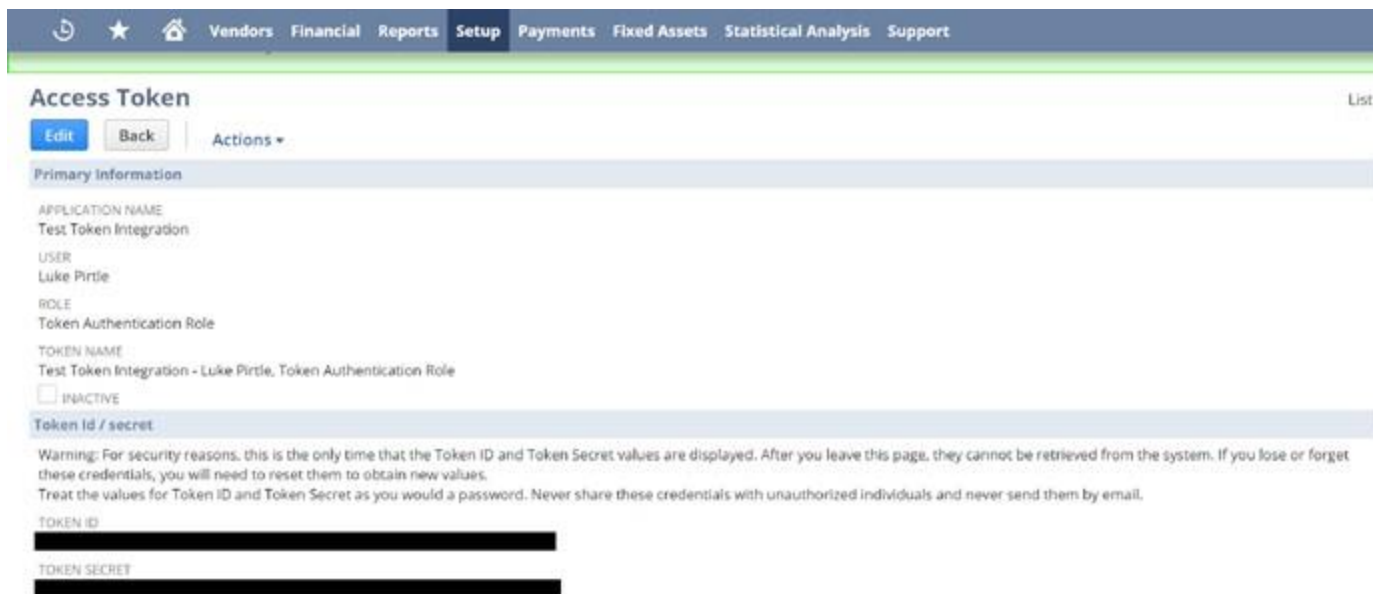 Vendors Financial Reports Setup Payments Fixed Assets Statistical Analysis Support
Access Token
List
Edit Back Actions
Primary Information
APPLICATION NAME
Test Token Integration
USER
Luke Pirtle
ROLE
Token Authentication Role
TOKEN NAME
Test Token Integration - Luke Pirtle, Token Authentication Role
INACTIVE
Token Id / secret
Warning: For security reasons, this is the only time that the Token ID and Token Secret values are displayed. After you leave this page, they cannot be retrieved from the system. If you lose or forget
these credentials, you will need to reset them to obtain new values.
Treat the values for Token ID and Token Secret as you would a password. Never share these credentials with unauthorized individuals and never send them by email.
TOKEN ID
TOKEN SECRET